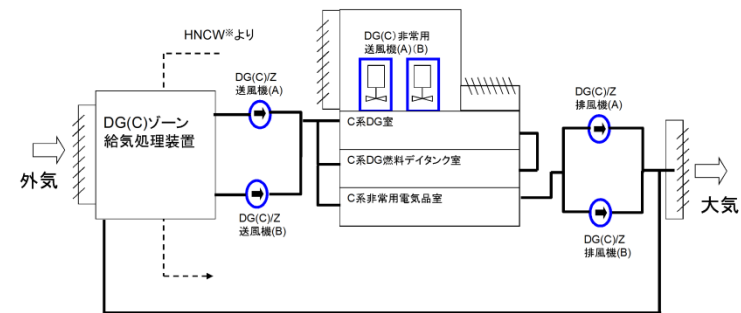 HNCW※より
DG(C)非常用
送風機(A)(B)
DG(C)/Z
送風機(A)
DG(C)/Z
排風機(A)
DG(C)ゾーン
給気処理装置
C系DG室
C系DG燃料デイタンク室
C系非常用電気品室
外気
大気
DG(C)/Z
送風機(B)
DG(C)/Z
排風機(B)